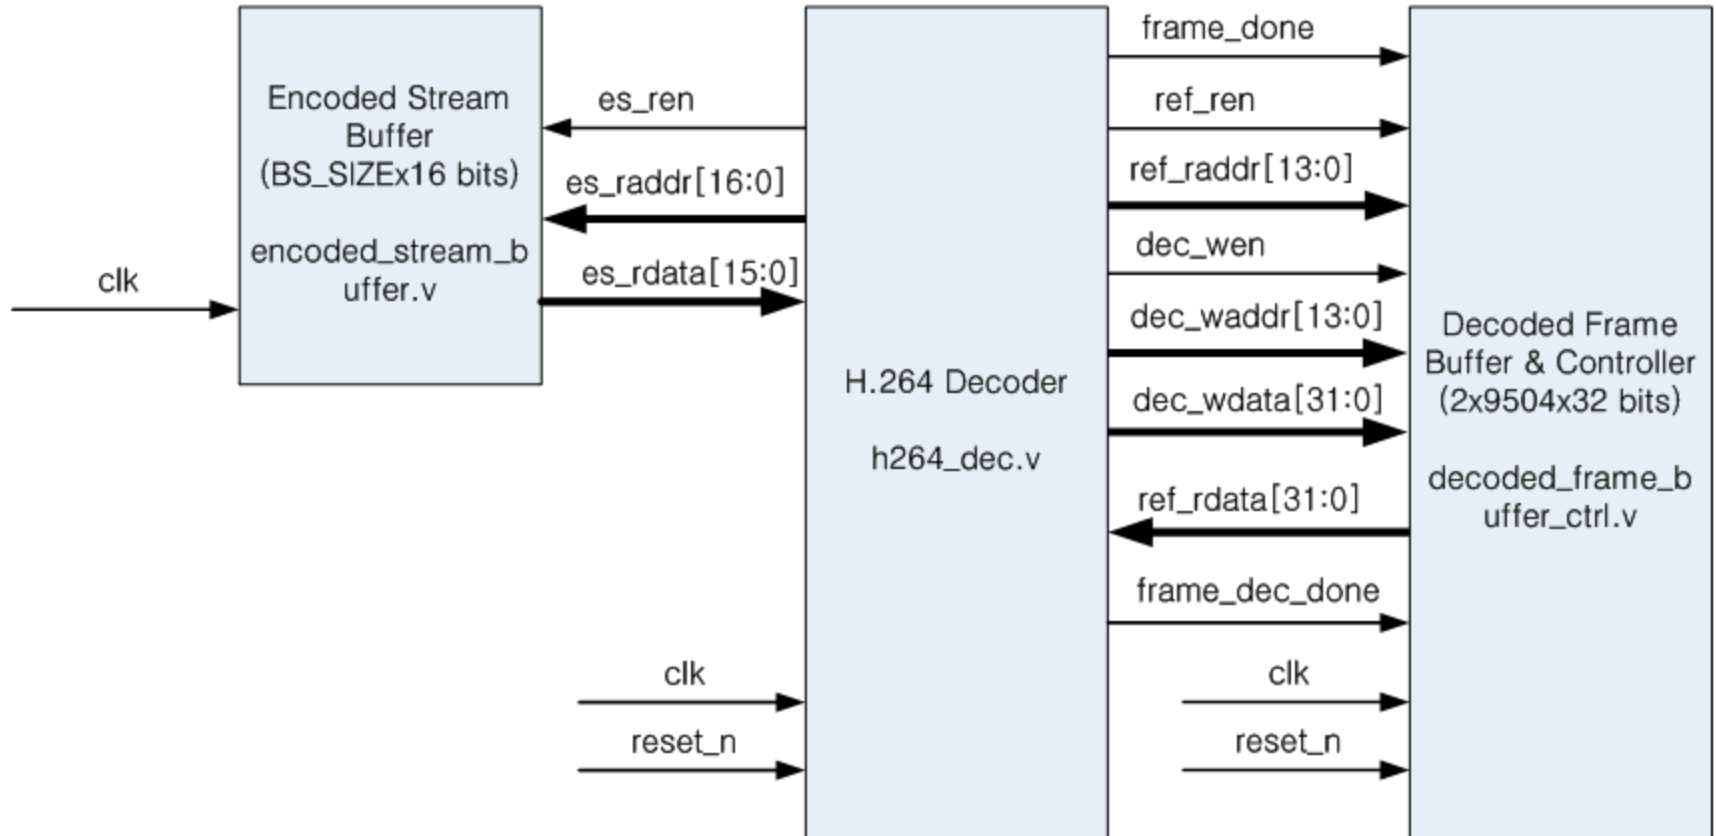 Encoded Stream
Buffer
(BS_SIZEx16 bits)
encoded_stream_b
uffer.v
clk
es_ren
es_raddr[16:0]
es_rdata[15:0]
H.264 Decoder
h264_dec.v
clk
reset_n
frame_done
ref_ren
ref_raddr[13:0]
dec_wen
dec_waddr[13:0]
dec_wdata[31:0]
ref_rdata[31:0]
frame_dec_done
clk
reset_n
Decoded Frame
Buffer & Controller
(2x9504x32 bits)
decoded_frame_b
uffer_ctrl.v